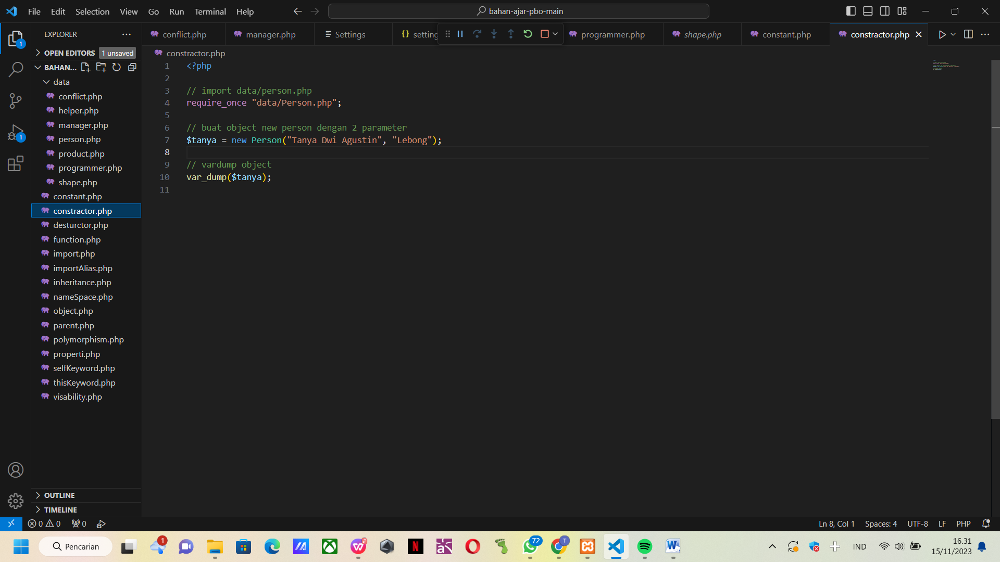 File Edit Selection View Go Run Terminal Help
bahan-ajar-pbo-main
EXPLORER
conflict.php
manager.php
Settings
{} setting
programmer.php
shape.php
constant.php
constractor.php
OPEN EDITORS 1 unsaved
BAHAN...
data
conflict.php
helper.php
manager.php
person.php
product.php
programmer.php
shape.php
constant.php
constractor.php
desturctor.php
function.php
import.php
importAlias.php
inheritance.php
nameSpace.php
object.php
parent.php
polymorphism.php
properti.php
selfKeyword.php
thisKeyword.php
visability.php
OUTLINE
TIMELINE
1
1
constractor.php
1 <?php
2
3 // import data/person.php
4 require_once "data/Person.php";
5
6 // buat object new person dengan 2 parameter
7 $tanya = new Person("Tanya Dwi Agustin", "Lebong");
8
9 // vardump object
10 var_dump($tanya);
11
0 0 0
Ln 8, Col 1 Spaces: 4 UTF-8 LF PHP
Pencarian
1
72
T
IND
16.31
15/11/2023